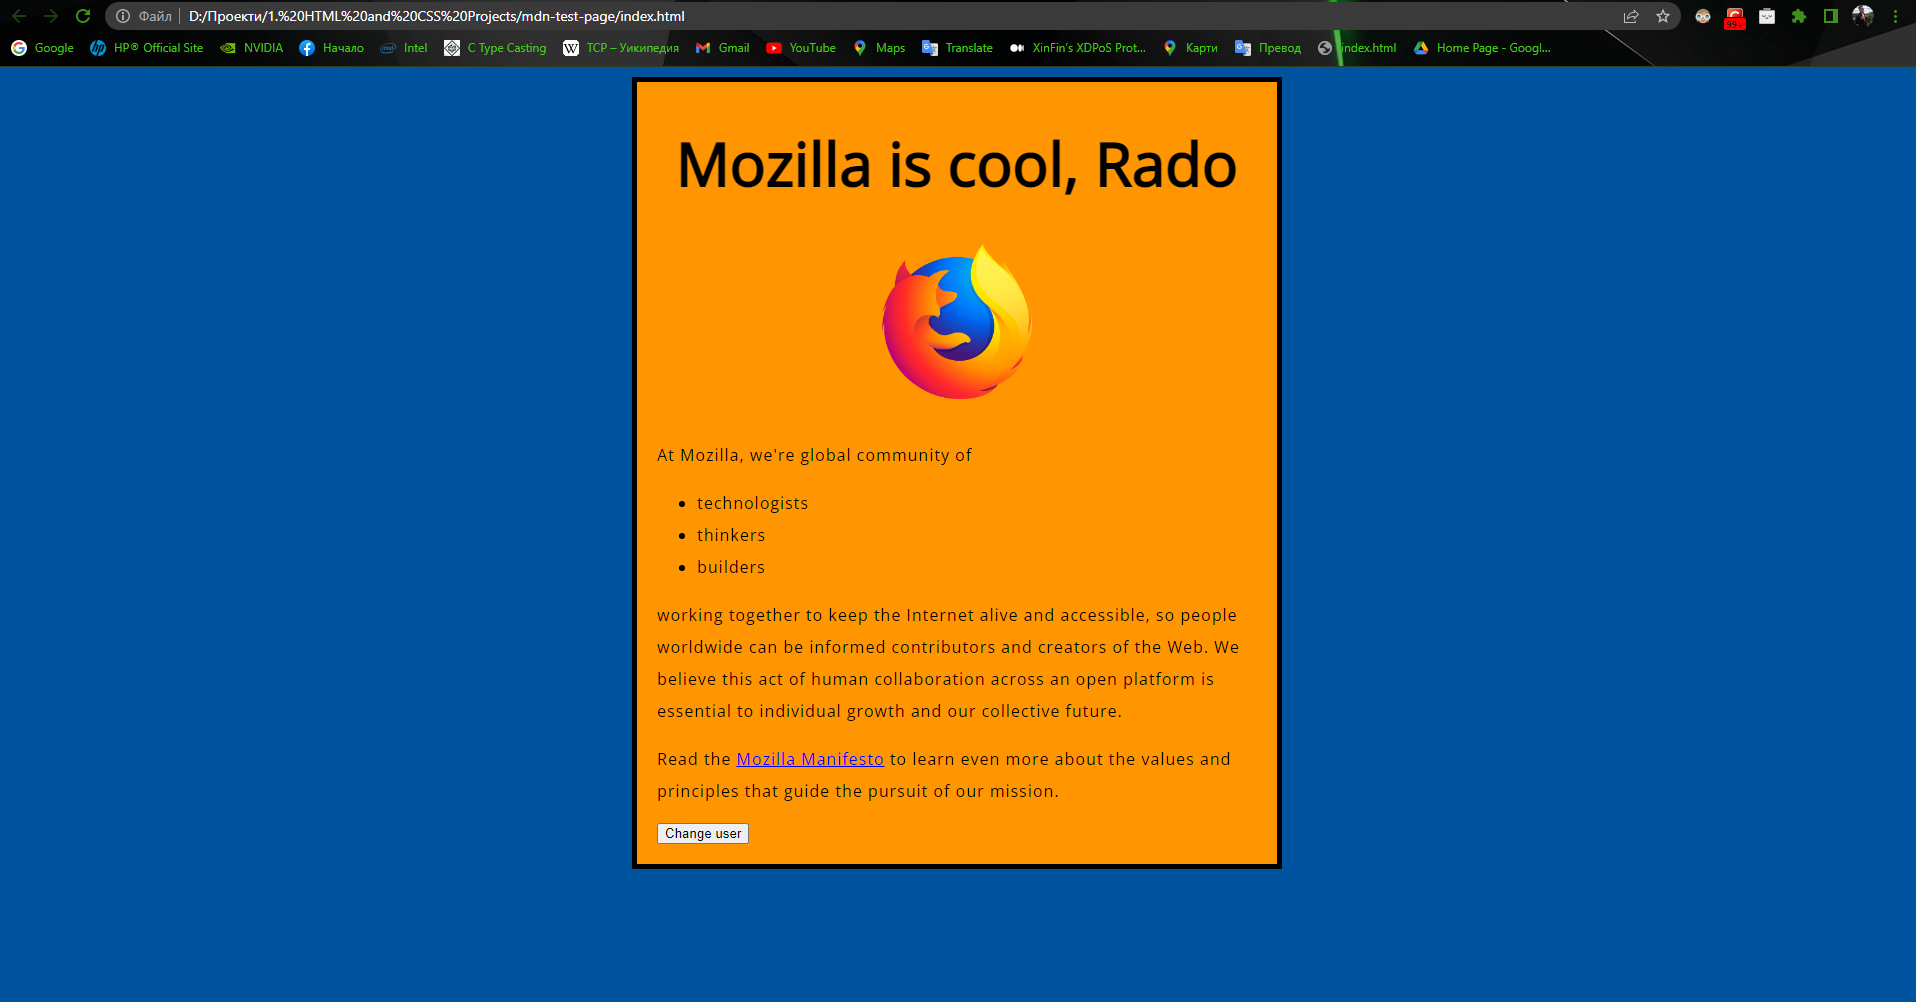 Файл D:/Проекти/1.%20HTML%20and%20CSS%20Projects/mdn-test-page/index.html
99+
Google HP® Official Site NVIDIA Начало Intel C Type Casting TCP – Уикипедия Gmail YouTube Maps Translate XinFin's XDPoS Prot... Карти Превод index.html Home Page - Googl...
Mozilla is cool, Rado
At Mozilla, we're global community of
technologists
thinkers
builders
working together to keep the Internet alive and accessible, so people
worldwide can be informed contributors and creators of the Web. We
believe this act of human collaboration across an open platform is
essential to individual growth and our collective future.
Read the Mozilla Manifesto to learn even more about the values and
principles that guide the pursuit of our mission.
Change user